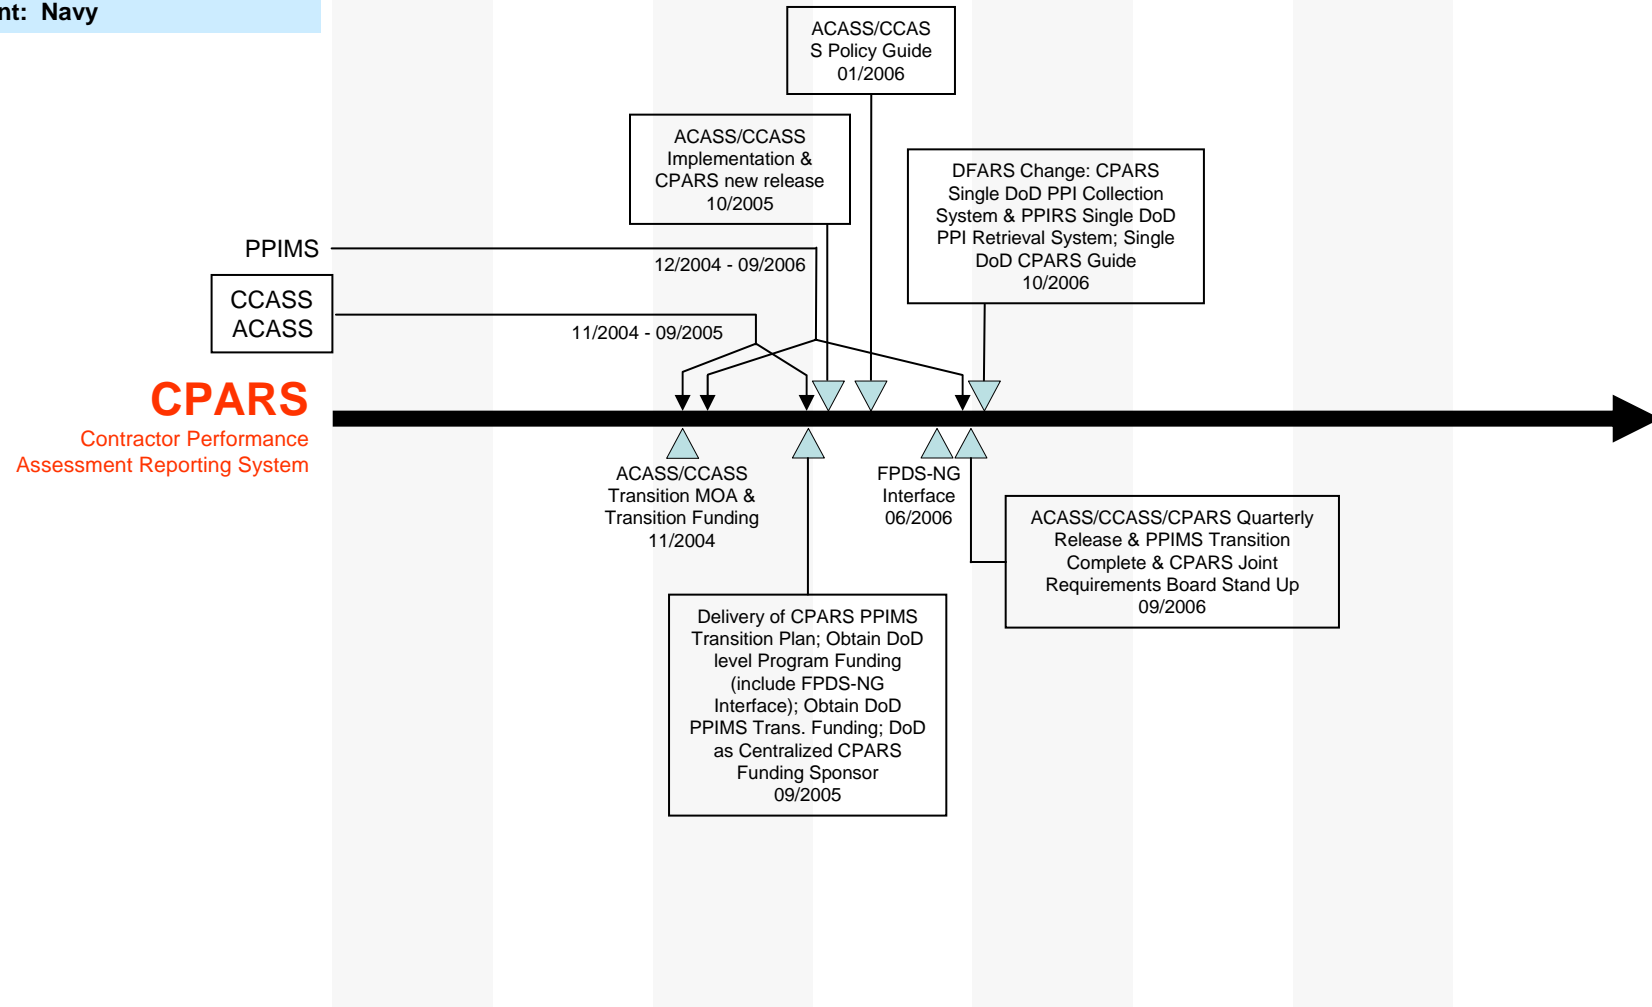 nt: Navy
ACASS/CCAS
S Policy Guide
01/2006
ACASS/CCASS
Implementation &
CPARS new release
10/2005
DFARS Change: CPARS
Single DoD PPI Collection
System & PPIRS Single DoD
PPI Retrieval System; Single
DoD CPARS Guide
10/2006
PPIMS
12/2004 - 09/2006
CCASS
ACASS
11/2004 - 09/2005
CPARS
Contractor Performance
Assessment Reporting System
ACASS/CCASS
Transition MOA &
Transition Funding
11/2004
FPDS-NG
Interface
06/2006
ACASS/CCASS/CPARS Quarterly
Release & PPIMS Transition
Complete & CPARS Joint
Requirements Board Stand Up
09/2006
Delivery of CPARS PPIMS
Transition Plan; Obtain DoD
level Program Funding
(include FPDS-NG
Interface); Obtain DoD
PPIMS Trans. Funding; DoD
as Centralized CPARS
Funding Sponsor
09/2005